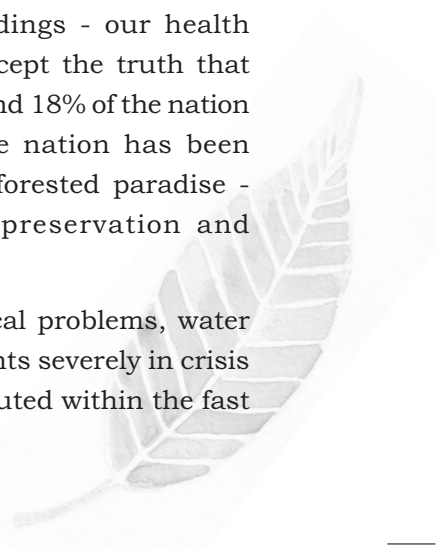 dings - our health
cept the truth that
nd 18% of the nation
e nation has been
forested paradise -
preservation and
cal problems, water
nts severely in crisis
uted within the fast